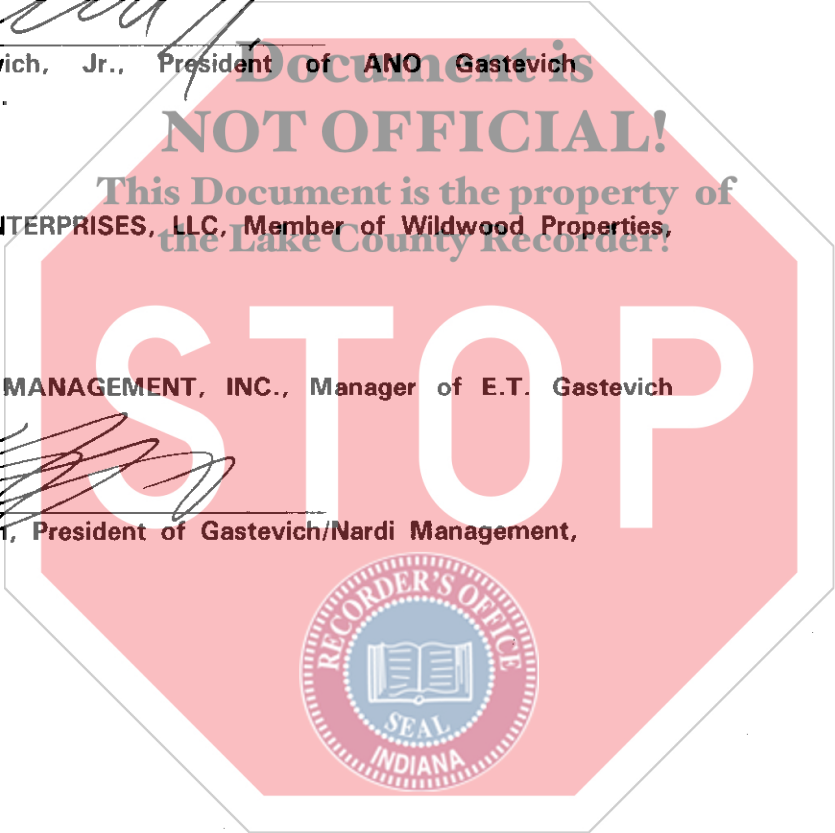 vich, Jr., President of ANO Gastevich
Document is
NOT OFFICIAL!
This Document is the property of
NTERPRISES, LLC, Member of Wildwood Properties,
the Lake County Recorder!
STOP
MANAGEMENT, INC., Manager of E.T. Gastevich
President of Gastevich/Nardi Management,
RECORDER'S OFFICE
SEAL
INDIANA